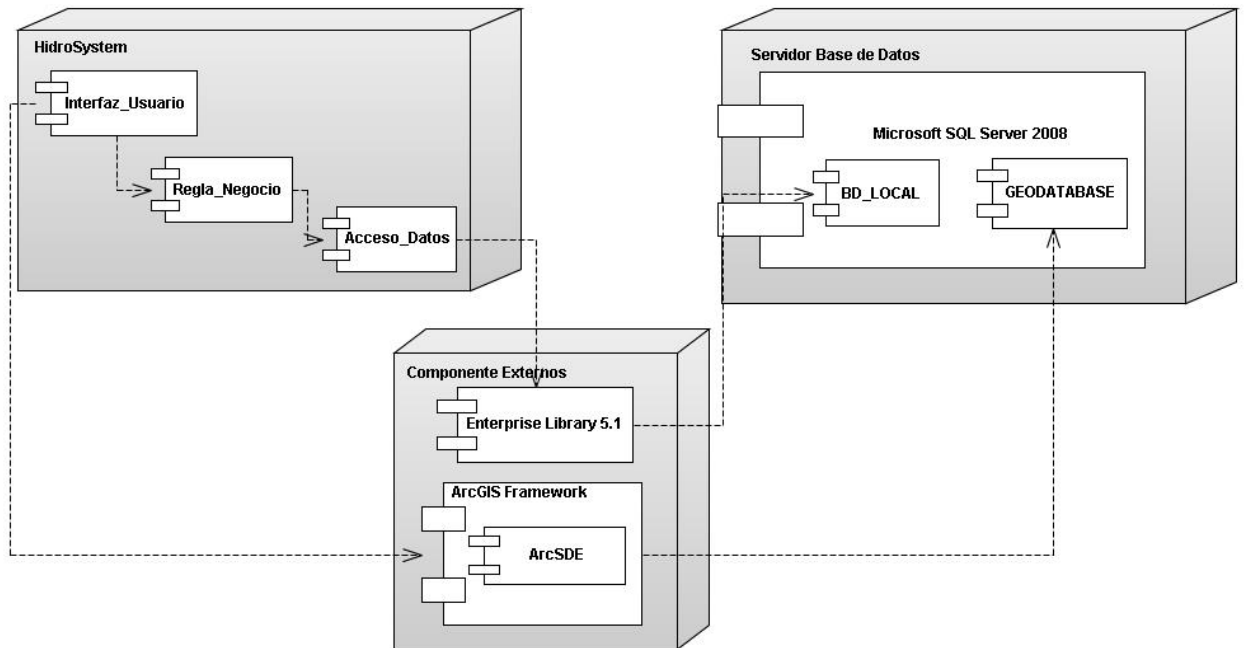 HidroSystem
Interfaz_Usuario
Regla_Negocio
Acceso_Datos
Servidor Base de Datos
Microsoft SQL Server 2008
BD_LOCAL
GEODATABASE
Componente Externos
Enterprise Library 5.1
ArcGIS Framework
ArcSDE